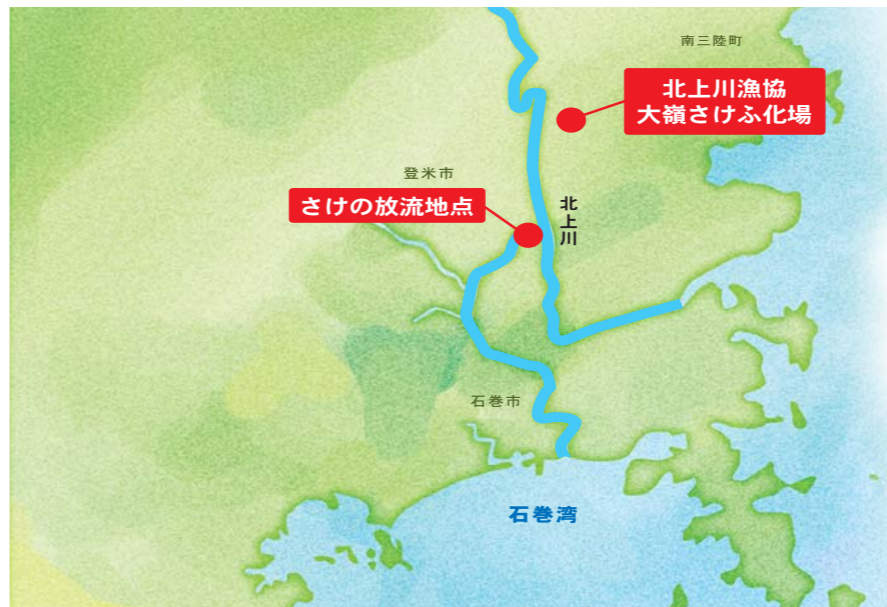 南三陸町
北上川漁協
大嶺さけふ化場
登米市
さけの放流地点
北上川
石巻市
石巻湾